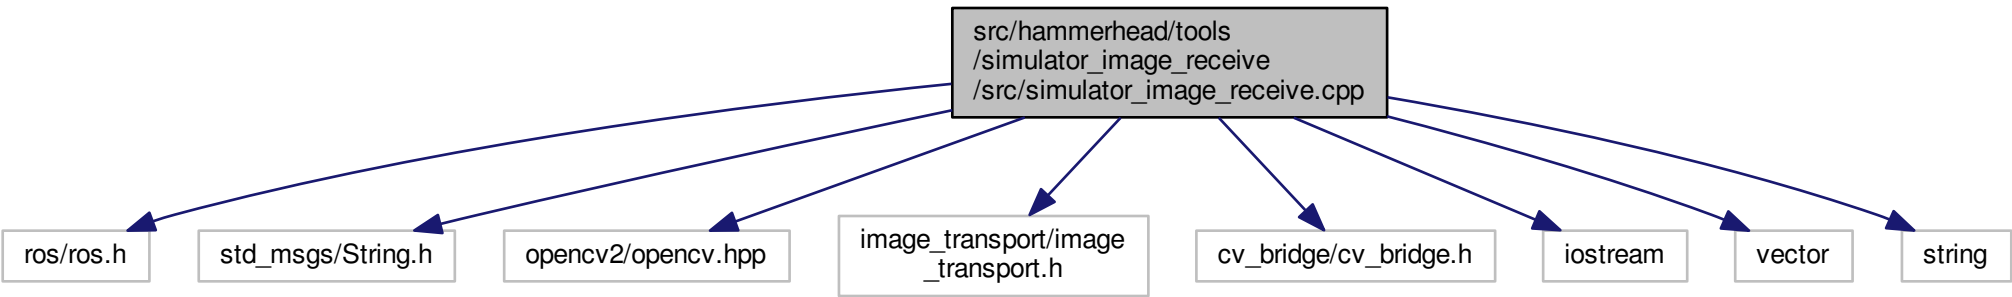 src/hammerhead/tools
/simulator_image_receive
/src/simulator_image_receive.cpp
ros/ros.h
std_msgs/String.h
opencv2/opencv.hpp
image_transport/image
_transport.h
cv_bridge/cv_bridge.h
iostream
vector
string